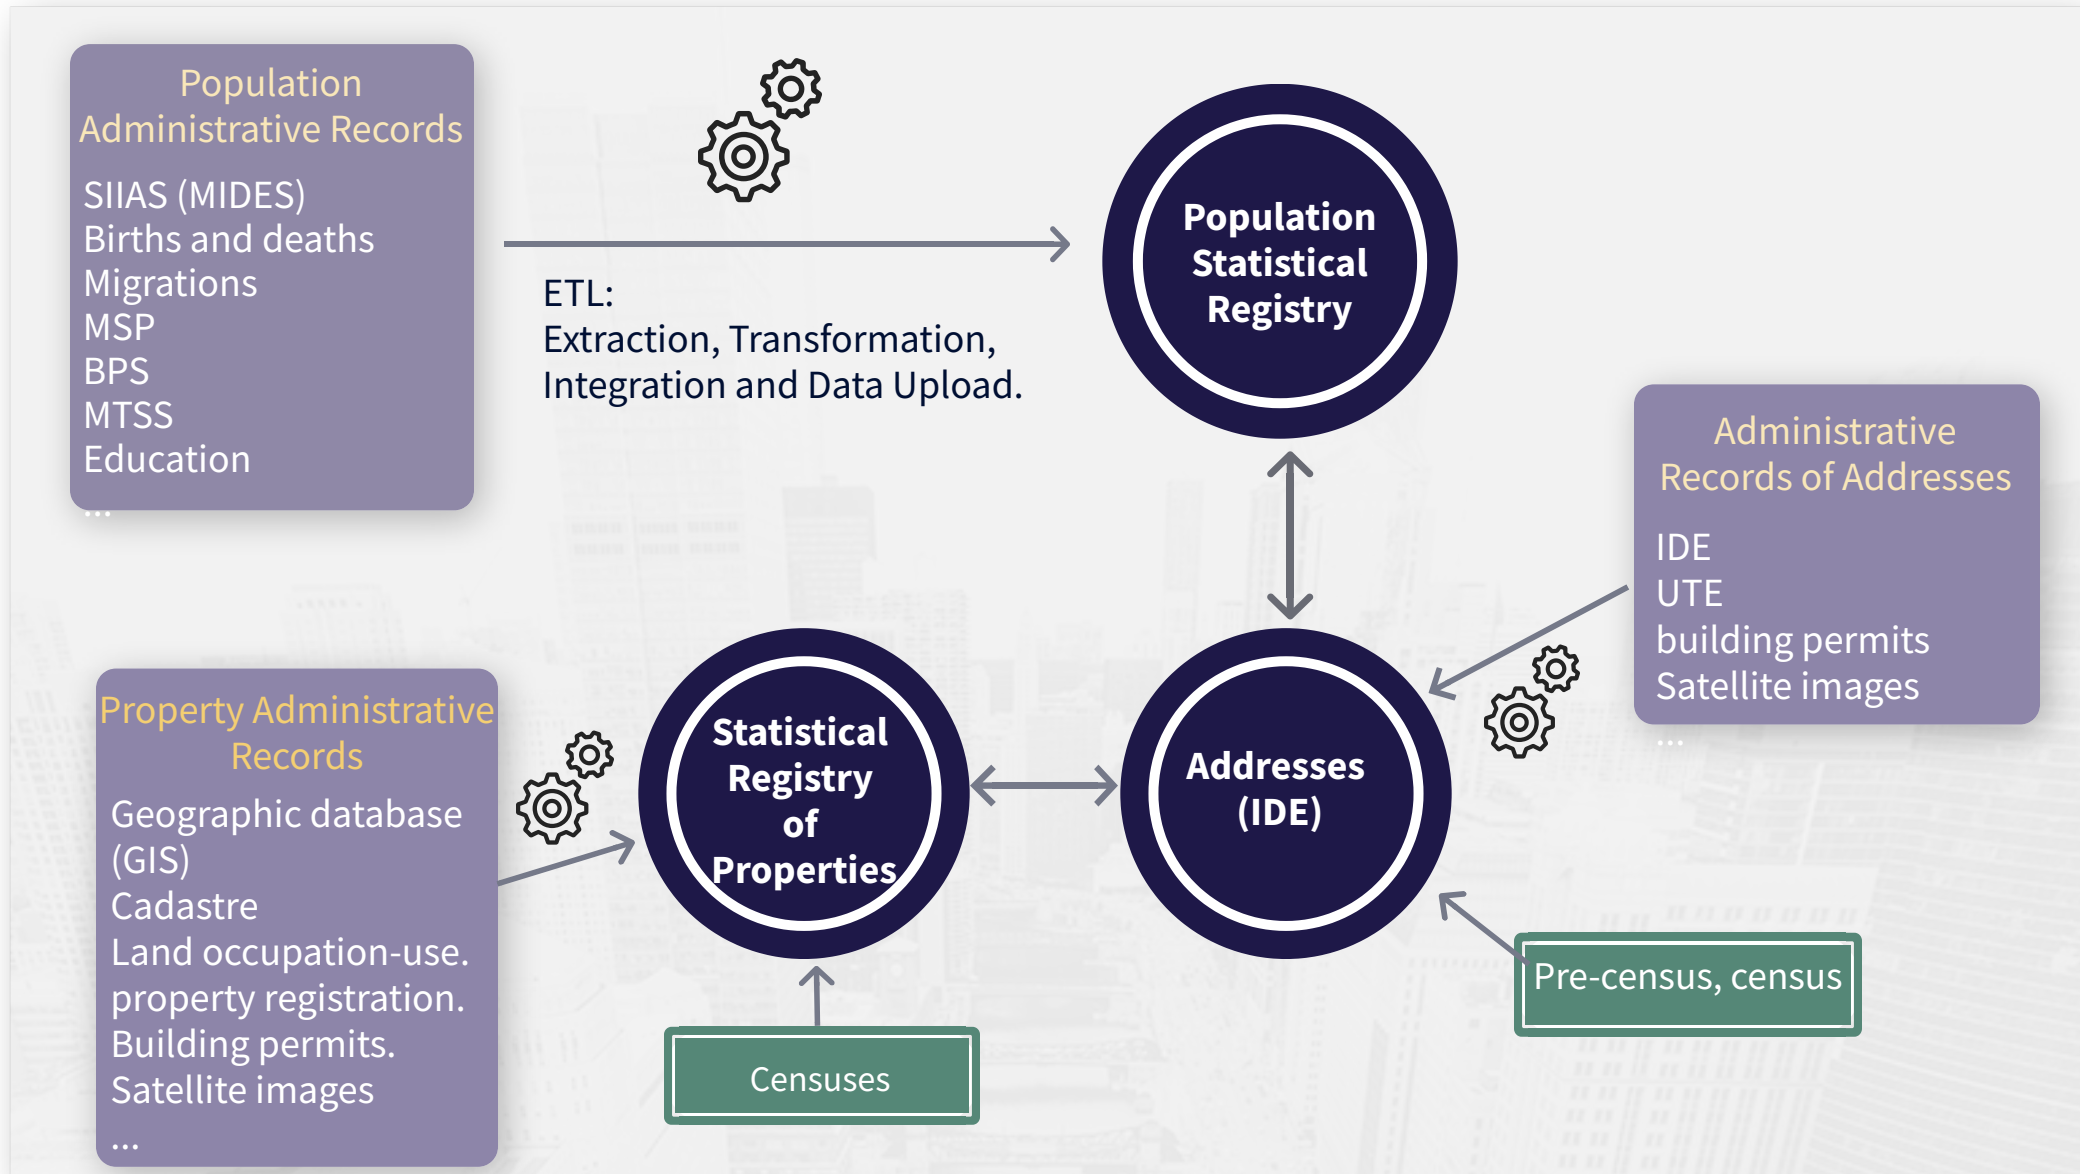 Population
Administrative Records
SIIAS (MIDES)
Births and deaths
Migrations
MSP
BPS
MTSS
Education
...
ETL:
Extraction, Transformation,
Integration and Data Upload.
Population
Statistical
Registry
Administrative
Records of Addresses
IDE
UTE
building permits
Satellite images
...
Property Administrative
Records
Geographic database
(GIS)
Cadastre
Land occupation-use.
property registration.
Building permits.
Satellite images
...
Statistical
Registry
of
Properties
Addresses
(IDE)
Pre-census, census
Censuses